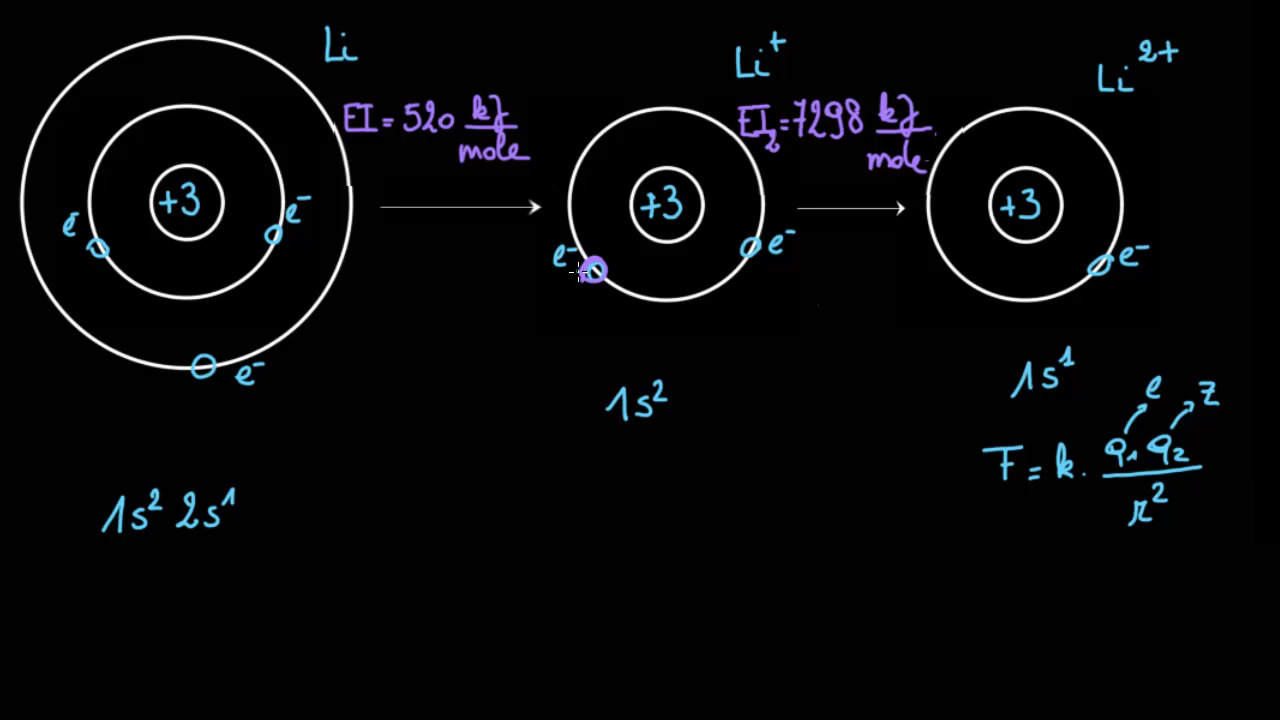 Li
EI = 520 kJ/mole
+3
e⁻
e⁻
e⁻
1s² 2s¹
Li⁺
EI₂ = 7298 kJ/mole
+3
e⁻
e⁻
1s²
Li²⁺
+3
e⁻
1s¹
e z
F = k. q₁ q₂ / r²